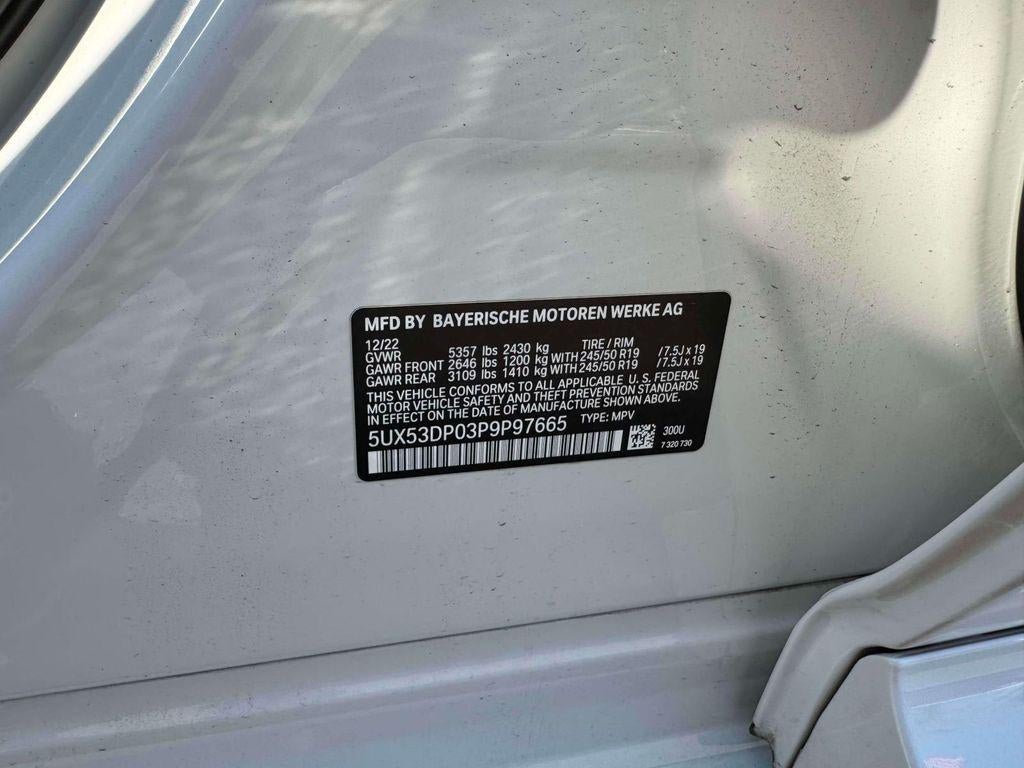 MFD BY BAYERISCHE MOTOREN WERKE AG
12/22 TIRE / RIM
GVWR 5357 lbs 2430 kg
GAWR FRONT 2646 lbs 1200 kg WITH 245/50 R19 / 7.5J x 19
GAWR REAR 3109 lbs 1410 kg WITH 245/50 R19 / 7.5J x 19
THIS VEHICLE CONFORMS TO ALL APPLICABLE U. S. FEDERAL
MOTOR VEHICLE SAFETY AND THEFT PREVENTION STANDARDS
IN EFFECT ON THE DATE OF MANUFACTURE SHOWN ABOVE.
5UX53DP03P9P97665 TYPE: MPV
300U
7 320 730